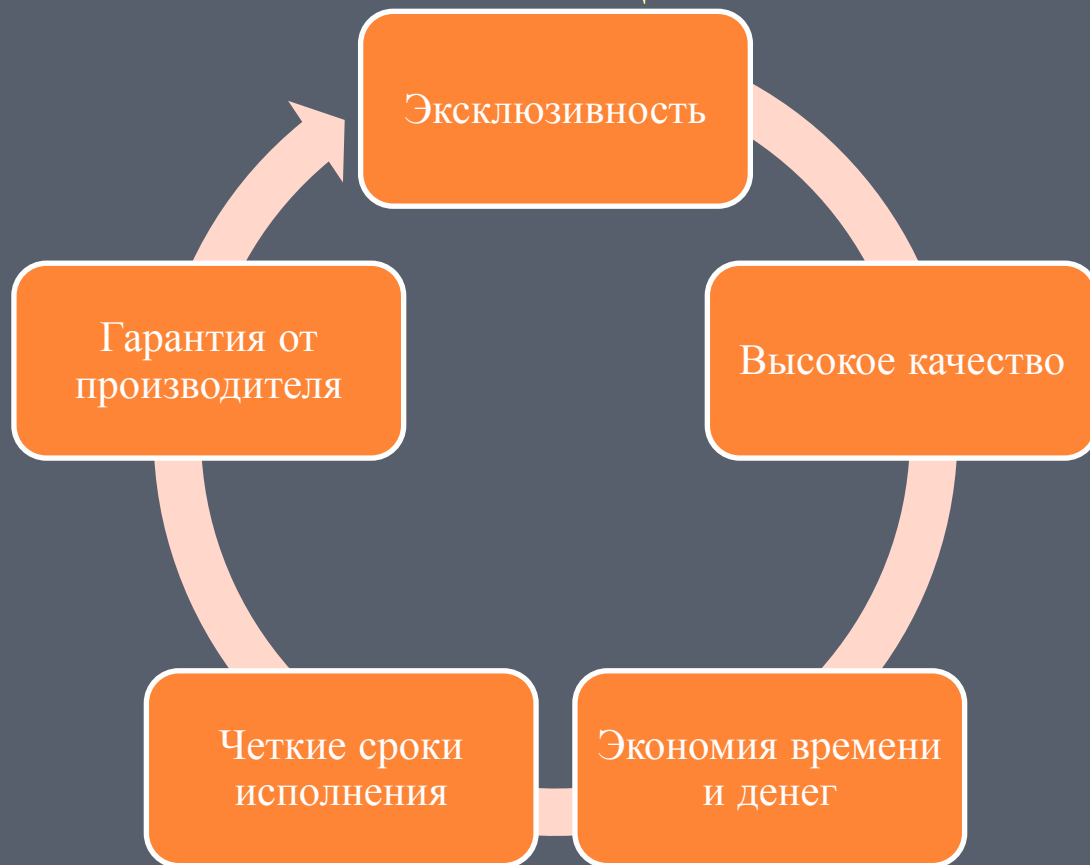 Эксклюзивность
Высокое качество
Экономия времени
и денег
Четкие сроки
исполнения
Гарантия от
производителя